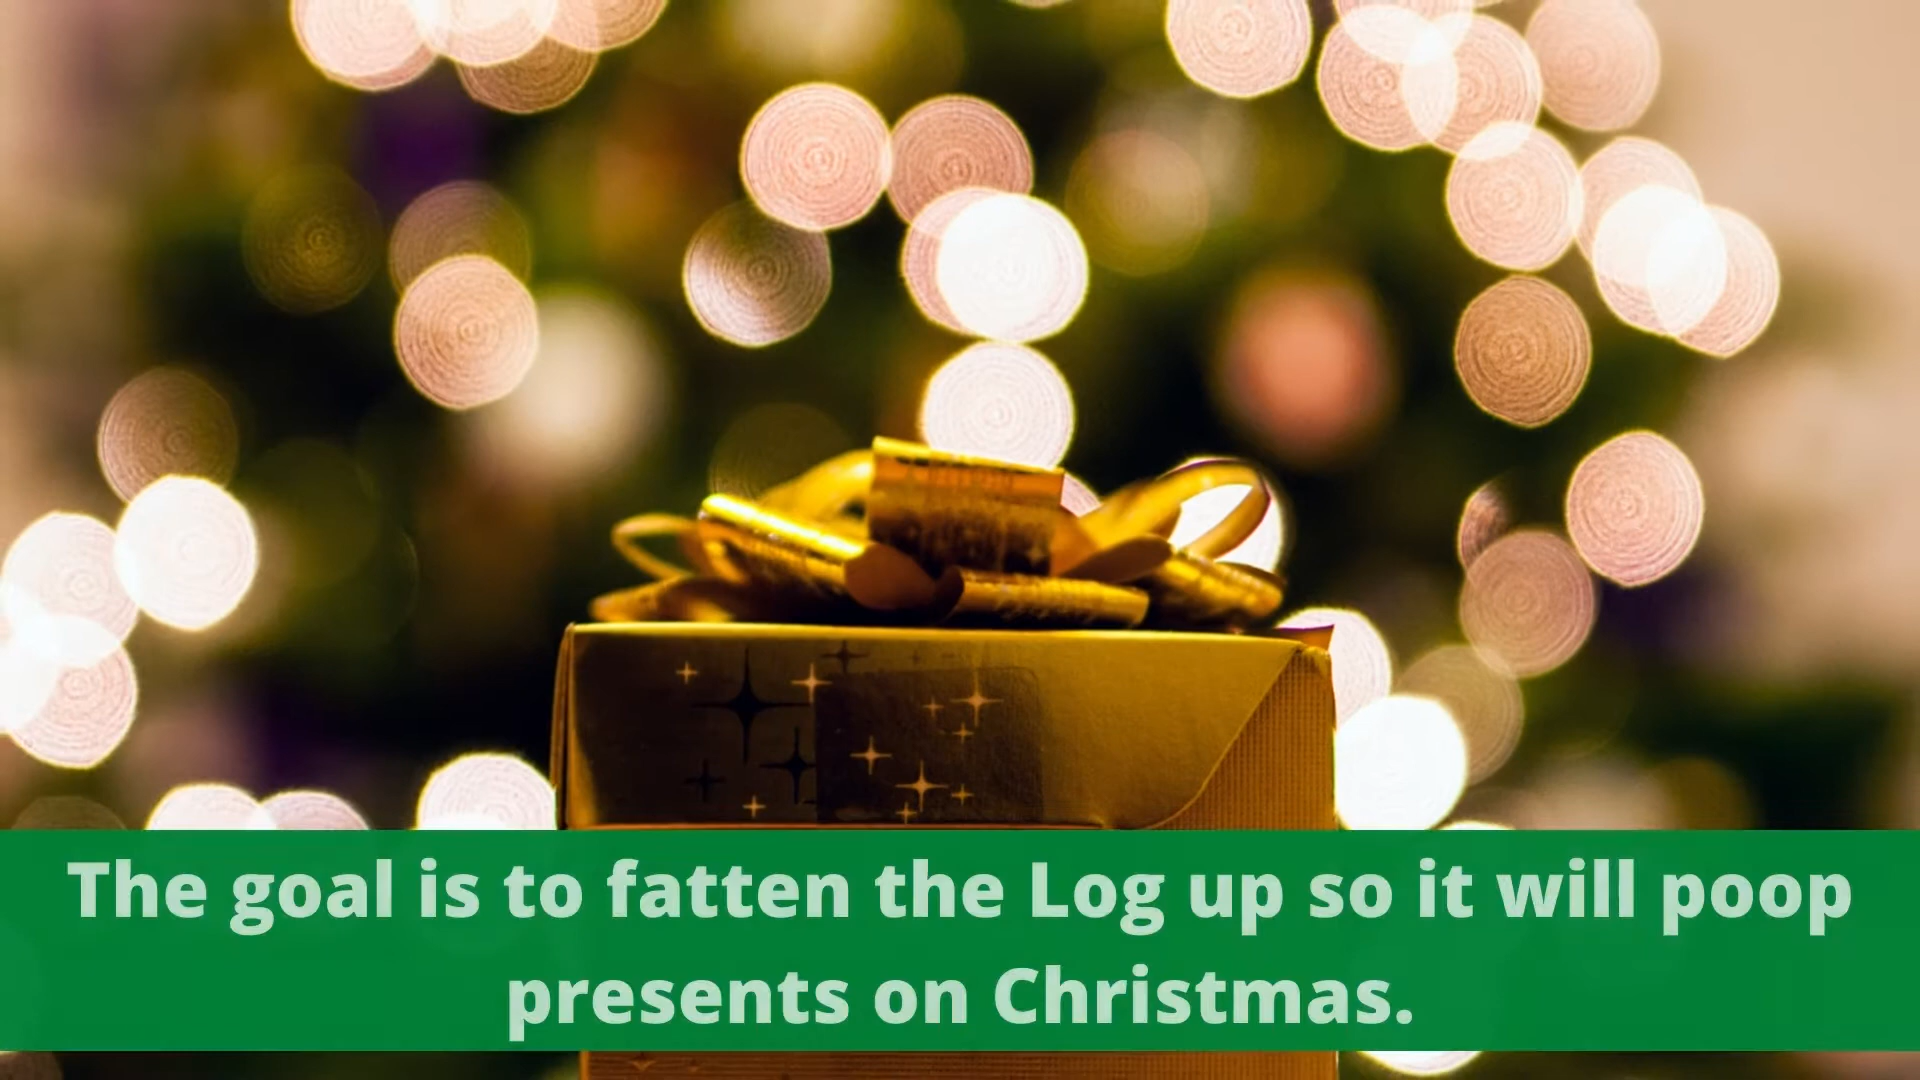 The goal is to fatten the Log up so it will poop
presents on Christmas.